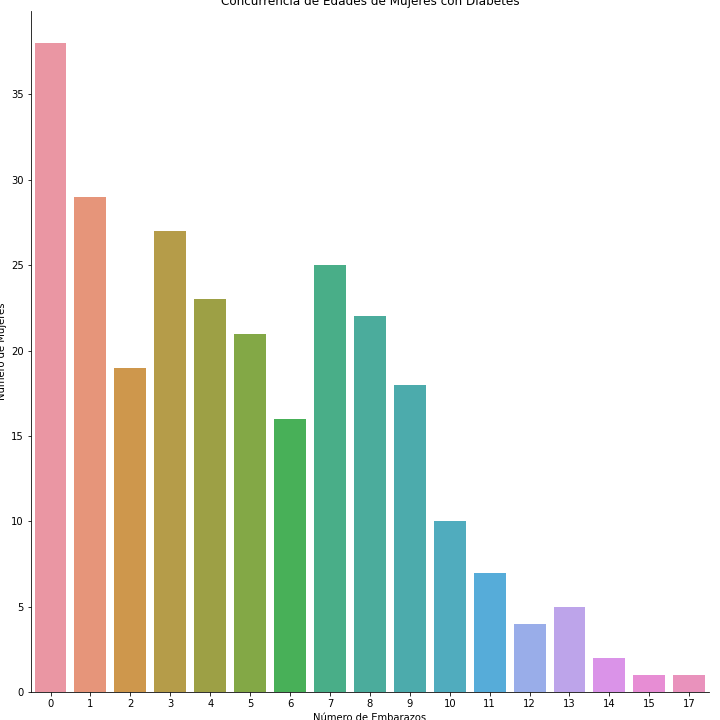 Concurrencia de Edades de Mujeres con Diabetes
Número de Mujeres
35
30
25
20
15
10
5
0
0 1 2 3 4 5 6 7 8 9 10 11 12 13 14 15 17
Número de Embarazos